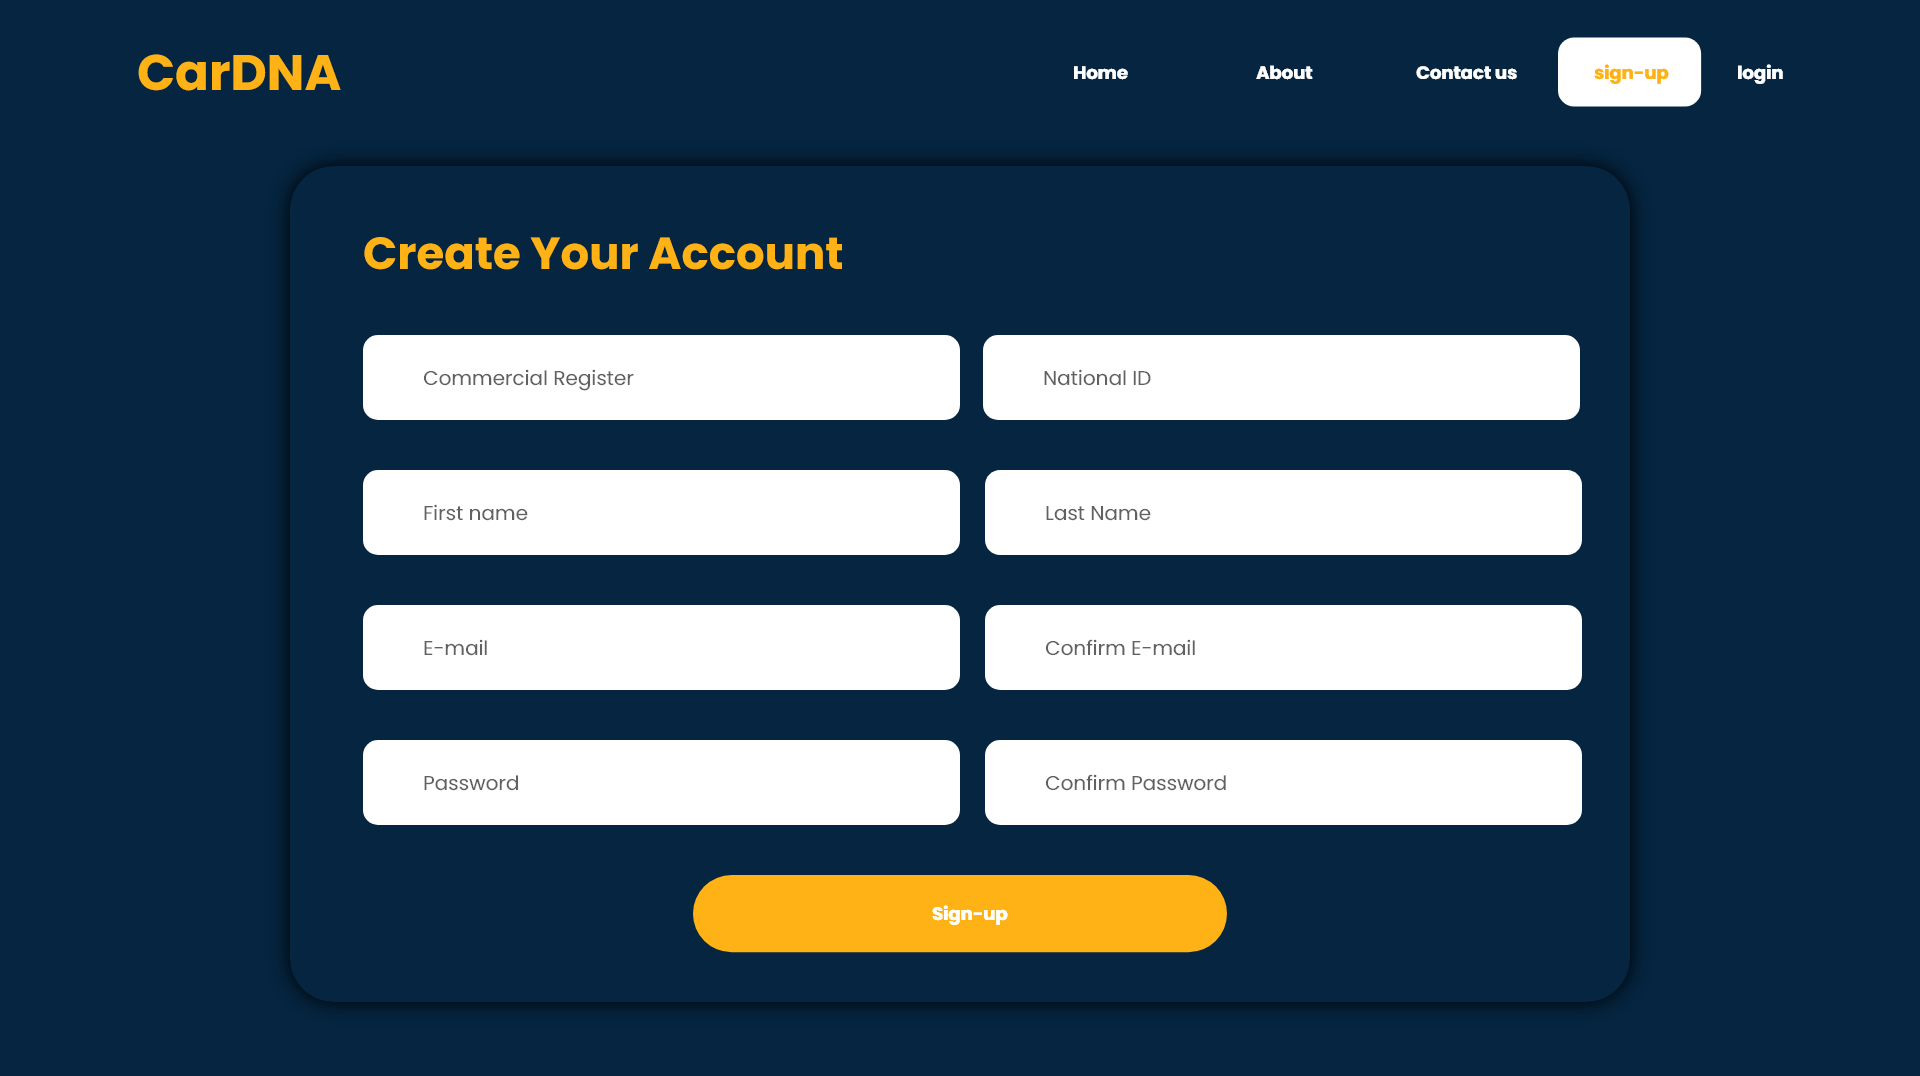 CarDNA
Home
About
Contact us
sign-up
login
Create Your Account
Commercial Register
National ID
First name
Last Name
E-mail
Confirm E-mail
Password
Confirm Password
Sign-up